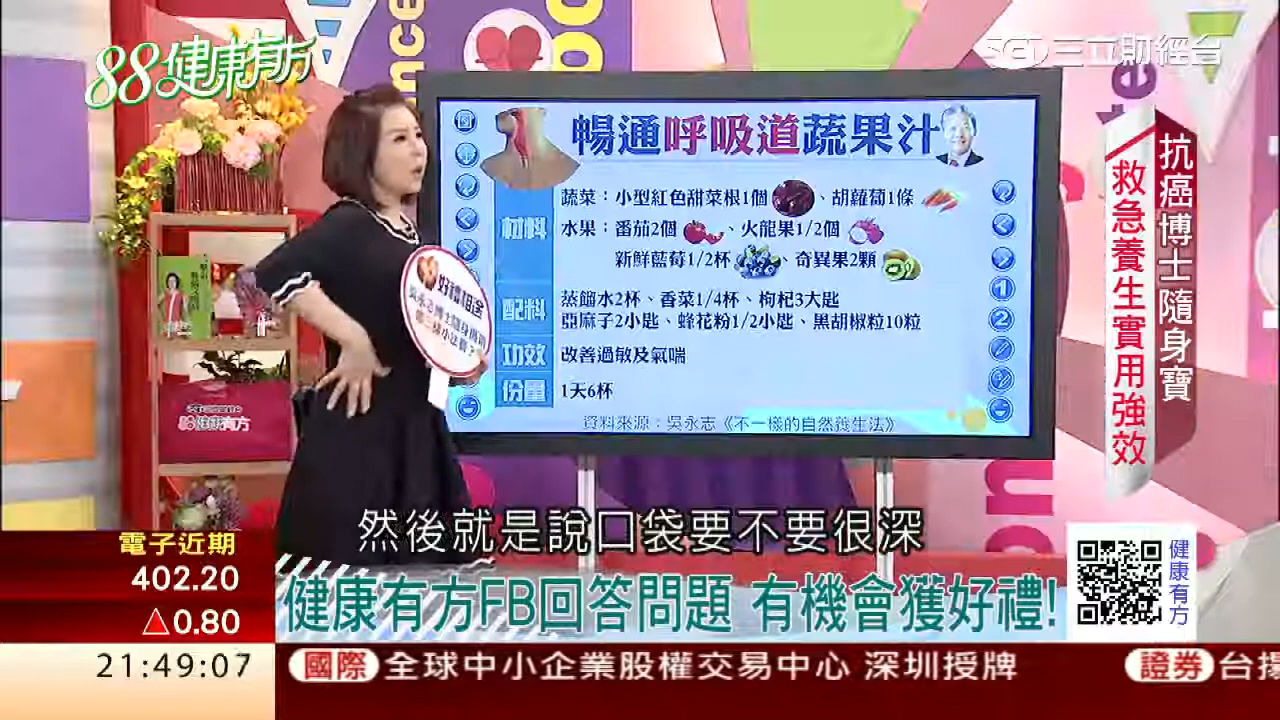 88健康有方
三立財經台
暢通呼吸道蔬果汁
材料
蔬菜：小型紅色甜菜根1個、胡蘿蔔1條
水果：番茄2個、火龍果1/2個
新鮮藍莓1/2杯、奇異果2顆
配料
蒸餾水2杯、香菜1/4杯、枸杞3大匙
亞麻子2小匙、蜂花粉1/2小匙、黑胡椒粒10粒
功效
改善過敏及氣喘
份量
1天6杯
資料來源：吳永志《不一樣的自然養生法》
抗癌博士隨身寶
救急養生實用強效
健康有方
然後就是說口袋要不要很深
健康有方FB回答問題 有機會獲好禮!
健康有方
電子近期
402.20
△0.80
21:49:07
國際 全球中小企業股權交易中心 深圳授牌
證券 台揚